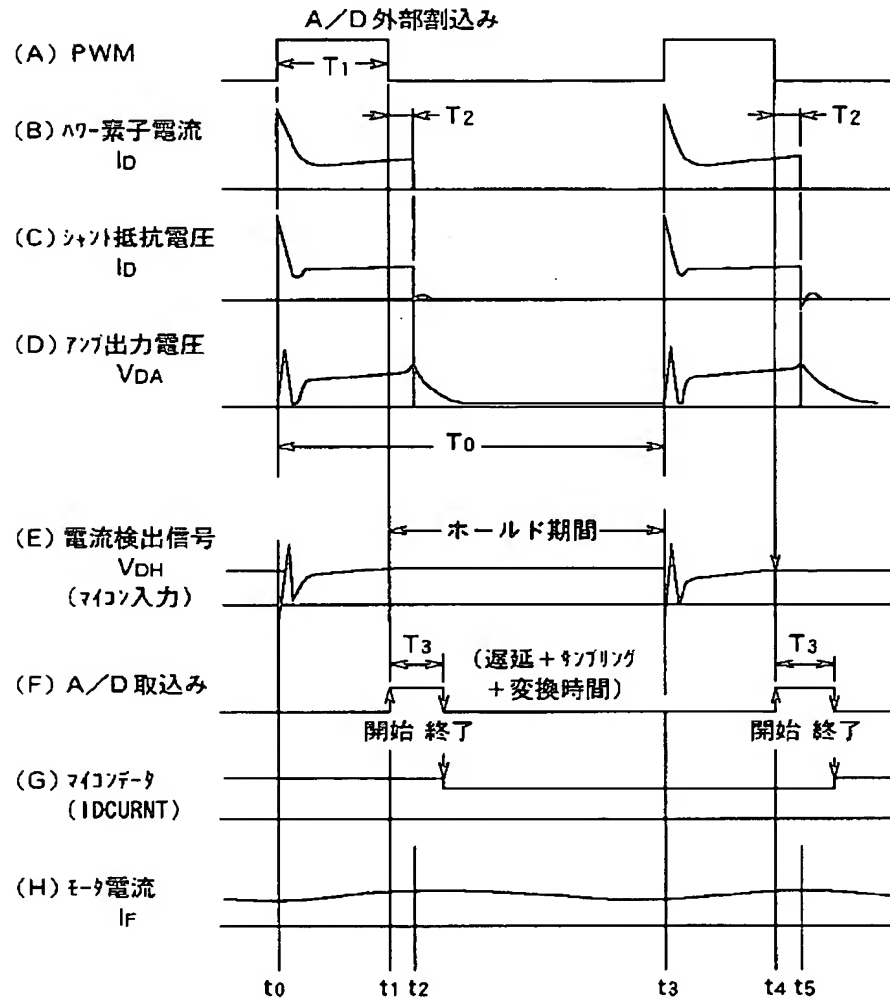 A／D外部割込み
(A) PWM
T1
(B) ﾊﾟﾜｰ素子電流
ID
T2
T2
(C) ｼｬﾝﾄ抵抗電圧
ID
(D) ｱﾝﾌﾟ出力電圧
VDA
T0
(E) 電流検出信号
VDH
(マイコン入力)
ホールド期間
(F) A／D取込み
T3
(遅延＋ｻﾝﾌﾟﾘﾝｸﾞ
＋変換時間)
T3
開始 終了
開始 終了
(G) ﾏｲｺﾝﾃﾞｰﾀ
(IDCURNT)
(H) ﾓｰﾀ電流
IF
t0 t1 t2 t3 t4 t5